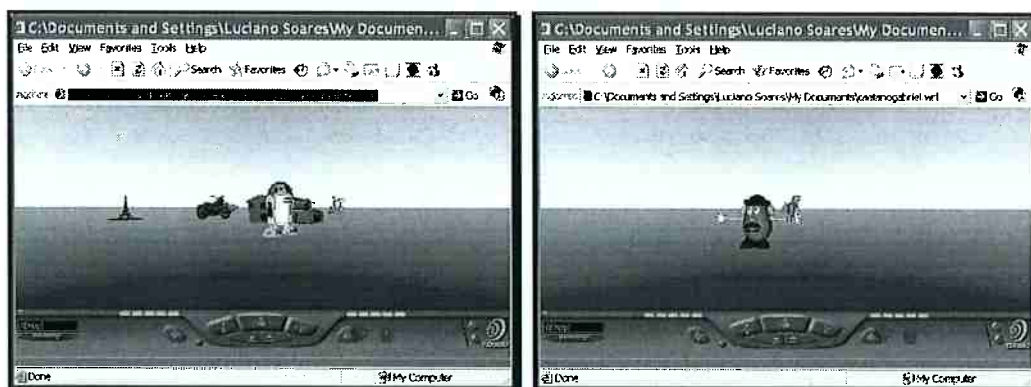 C:\Documents and Settings\Luciano Soares\My Documen...
File Edit View Favorites Tools Help
Search Favorites
Go
Done
My Computer
C:\Documents and Settings\Luciano Soares\My Documen...
File Edit View Favorites Tools Help
Search Favorites
C:\Documents and Settings\Luciano Soares\My Documents\castanogabriel.wrl
Go
Done
My Computer